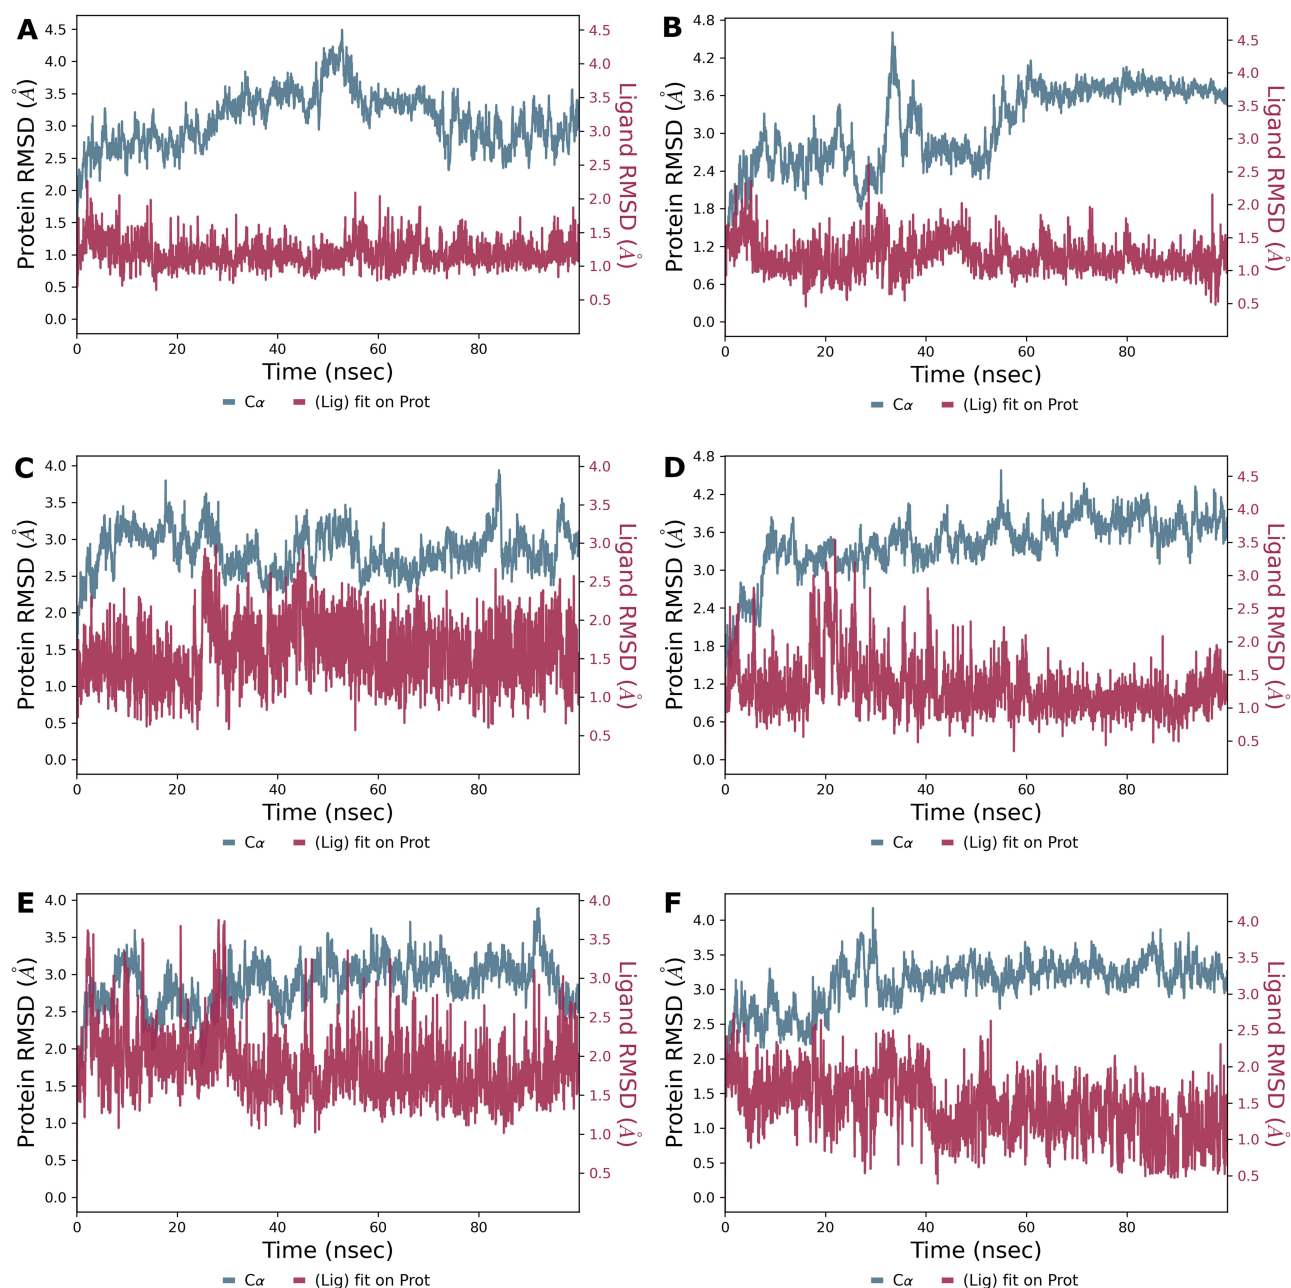 A
Protein RMSD (Å)
4.5
4.0
3.5
3.0
2.5
2.0
1.5
1.0
0.5
0.0
4.5
4.0
3.5
3.0
2.5
2.0
1.5
1.0
0.5
Ligand RMSD (Å)
0 20 40 60 80
Time (nsec)
Cα (Lig) fit on Prot
B
Protein RMSD (Å)
4.8
4.2
3.6
3.0
2.4
1.8
1.2
0.6
0.0
4.5
4.0
3.5
3.0
2.5
2.0
1.5
1.0
0.5
Ligand RMSD (Å)
0 20 40 60 80
Time (nsec)
Cα (Lig) fit on Prot
C
Protein RMSD (Å)
4.0
3.5
3.0
2.5
2.0
1.5
1.0
0.5
0.0
4.0
3.5
3.0
2.5
2.0
1.5
1.0
0.5
Ligand RMSD (Å)
0 20 40 60 80
Time (nsec)
Cα (Lig) fit on Prot
D
Protein RMSD (Å)
4.8
4.2
3.6
3.0
2.4
1.8
1.2
0.6
0.0
4.5
4.0
3.5
3.0
2.5
2.0
1.5
1.0
0.5
Ligand RMSD (Å)
0 20 40 60 80
Time (nsec)
Cα (Lig) fit on Prot
E
Protein RMSD (Å)
4.0
3.5
3.0
2.5
2.0
1.5
1.0
0.5
0.0
4.0
3.5
3.0
2.5
2.0
1.5
1.0
0.5
Ligand RMSD (Å)
0 20 40 60 80
Time (nsec)
Cα (Lig) fit on Prot
F
Protein RMSD (Å)
4.0
3.5
3.0
2.5
2.0
1.5
1.0
0.5
0.0
4.0
3.5
3.0
2.5
2.0
1.5
1.0
0.5
Ligand RMSD (Å)
0 20 40 60 80
Time (nsec)
Cα (Lig) fit on Prot